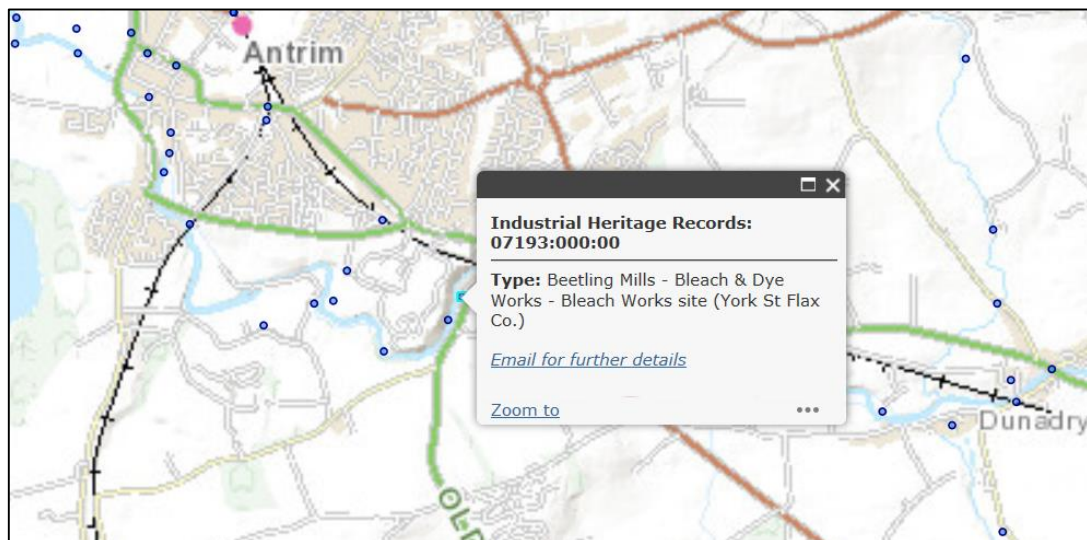 Antrim
Industrial Heritage Records:
07193:000:00
Type: Beetling Mills - Bleach & Dye
Works - Bleach Works site (York St Flax
Co.)
Email for further details
Zoom to
Dunadry
OLD